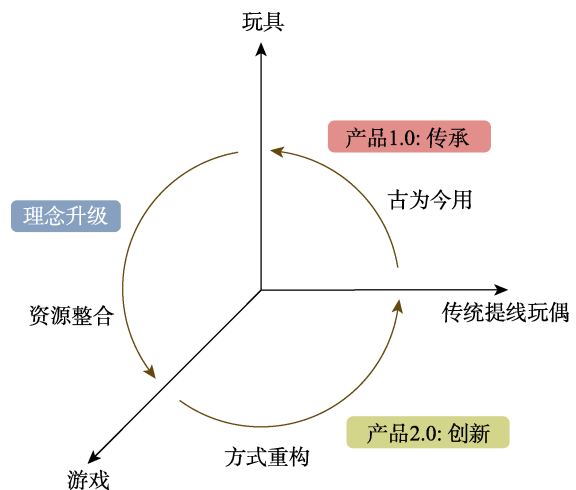 玩具
产品1.0: 传承
古为今用
理念升级
传统提线玩偶
资源整合
产品2.0: 创新
方式重构
游戏